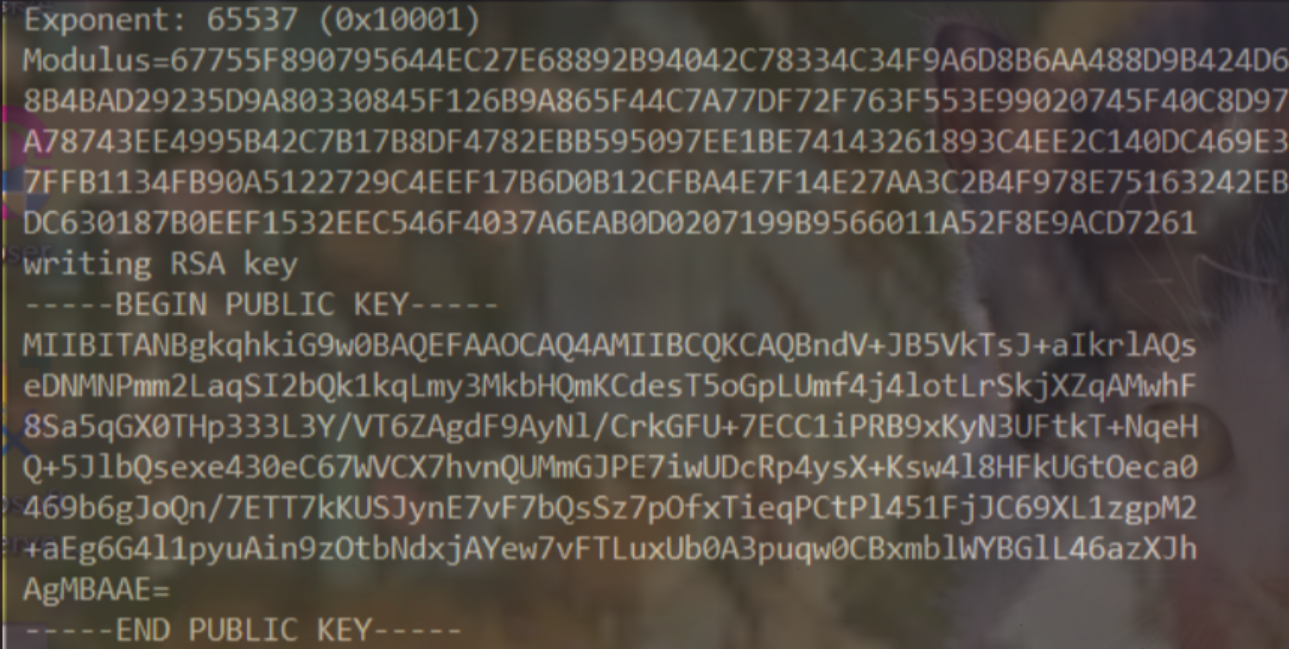 Exponent: 65537 (0x10001)
Modulus=67755F890795644EC27E68892B94042C78334C34F9A6D8B6AA488D9B424D6
8B4BAD29235D9A80330845F126B9A865F44C7A77DF72F763F553E99020745F40C8D97
A78743EE4995B42C7B17B8DF4782EBB595097EE1BE74143261893C4EE2C140DC469E3
7FFB1134FB90A5122729C4EEF17B6D0B12CFBA4E7F14E27AA3C2B4F978E75163242EB
DC630187B0EEF1532EEC546F4037A6EAB0D0207199B9566011A52F8E9ACD7261
writing RSA key
-----BEGIN PUBLIC KEY-----
MIIBITANBgkqhkiG9w0BAQEFAAOCAQ4AMIIBCQKCAQBndV+JB5VkTsJ+aIkrlAQs
eDNMNPmm2LaqSI2bQk1kqLmy3MkbHQmKCdesT5oGpLUmf4j4lotLrSkjXZqAMwhF
8Sa5qGX0THp333L3Y/VT6ZAgdF9AyNl/CrkGFU+7ECC1iPRB9xKyN3UFtkT+NqeH
Q+5JlbQsexe430eC67WVCX7hvnQUMmGJPE7iwUDcRp4ysX+Ksw4l8HFkUGtOeca0
469b6gJoQn/7ETT7kKUSJynE7vF7bQsSz7pOfxTieqPCtPl451FjJC69XL1zgpM2
+aEg6G4l1pyuAin9zOtbNdxjAYew7vFTLuxUb0A3puqw0CBxmblWYBGlL46azXJh
AgMBAAE=
-----END PUBLIC KEY-----